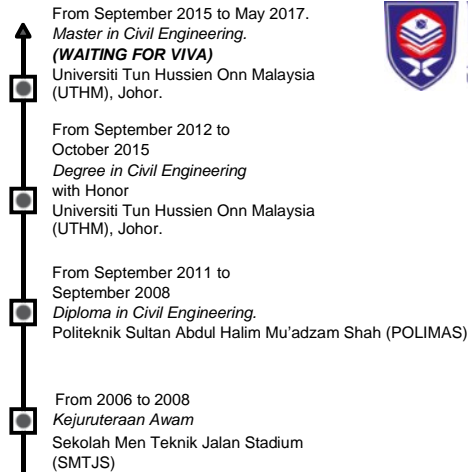 From September 2015 to May 2017.
Master in Civil Engineering.
(WAITING FOR VIVA)
Universiti Tun Hussien Onn Malaysia
(UTHM), Johor.
From September 2012 to
October 2015
Degree in Civil Engineering
with Honor
Universiti Tun Hussien Onn Malaysia
(UTHM), Johor.
From September 2011 to
September 2008
Diploma in Civil Engineering.
Politeknik Sultan Abdul Halim Mu’adzam Shah (POLIMAS)
From 2006 to 2008
Kejuruteraan Awam
Sekolah Men Teknik Jalan Stadium
(SMTJS)